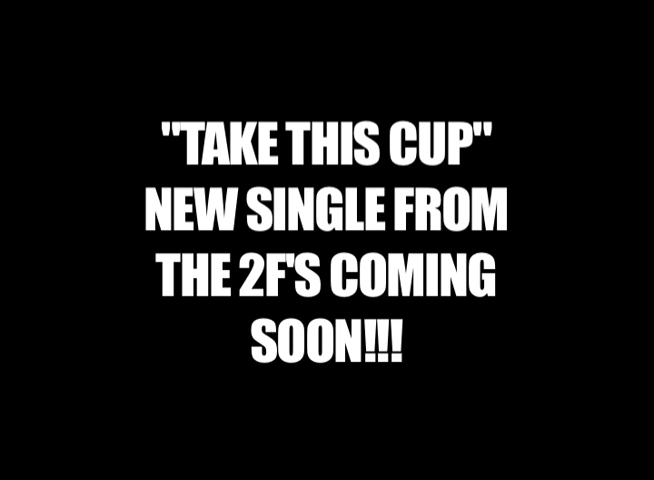 "TAKE THIS CUP"
NEW SINGLE FROM
THE 2F'S COMING
SOON!!!